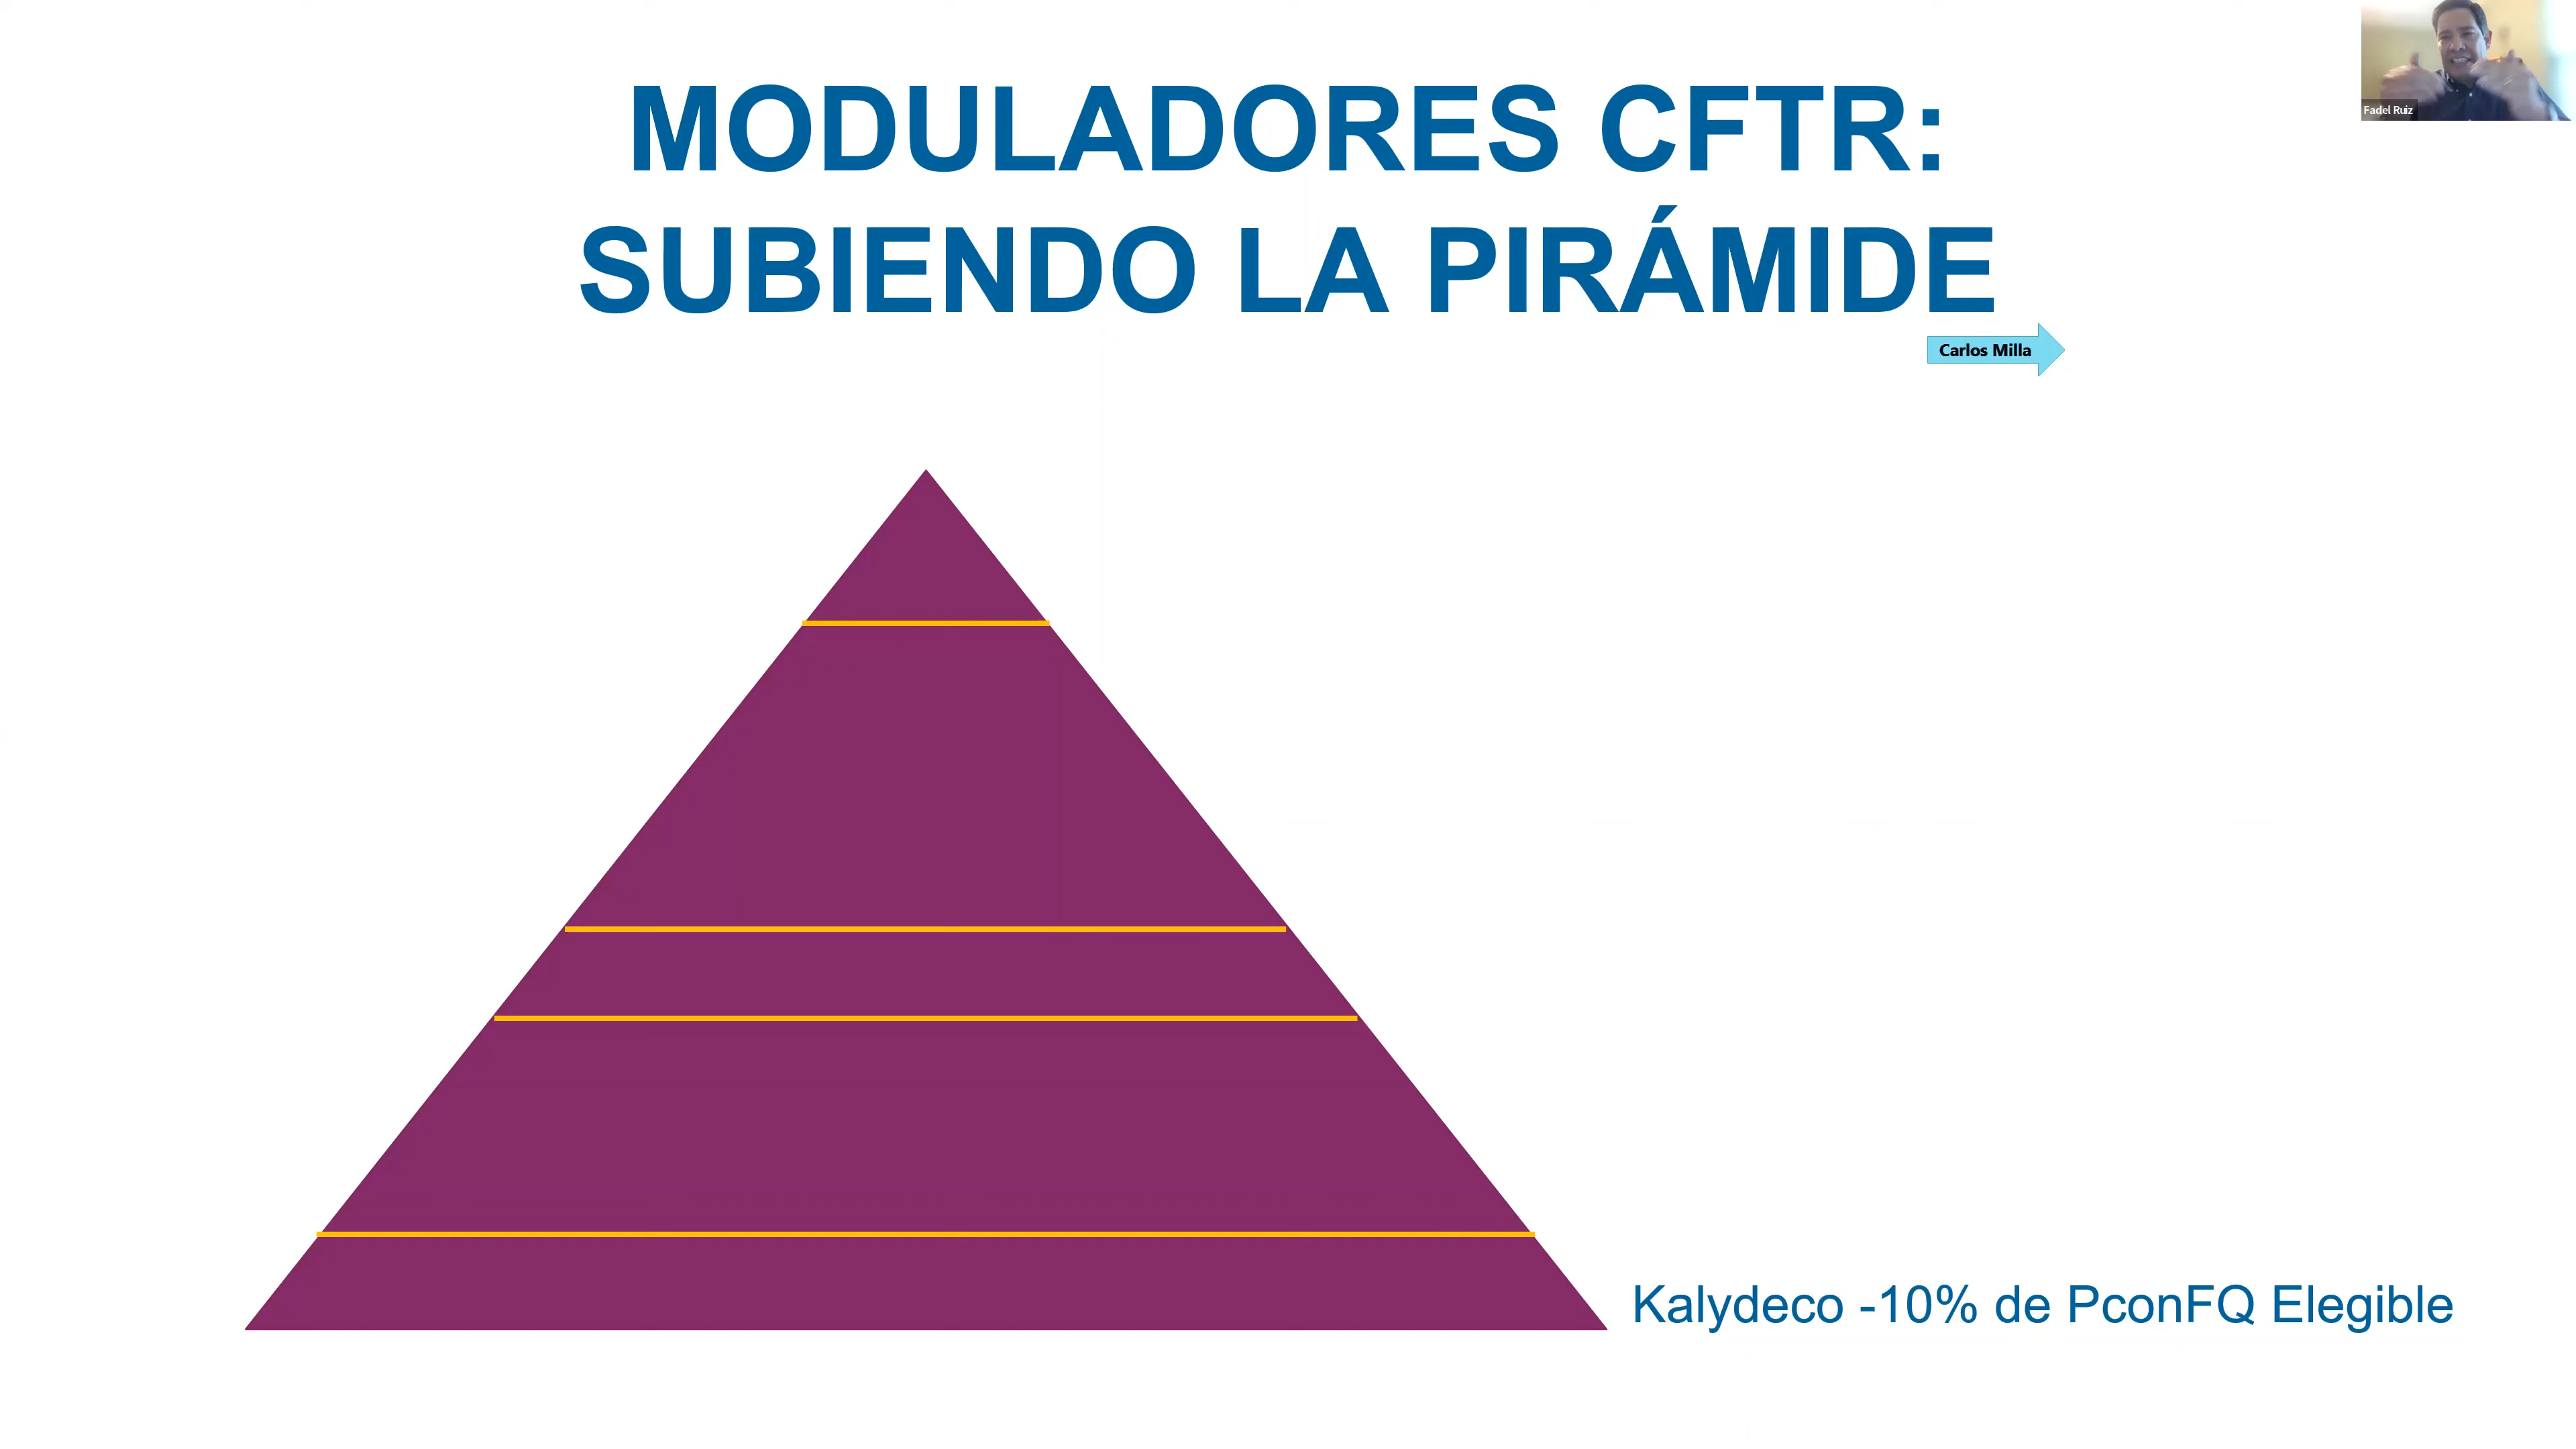 MODULADORES CFTR:
SUBIENDO LA PIRÁMIDE
Fadel Ruiz
Carlos Milla
Kalydeco -10% de PconFQ Elegible